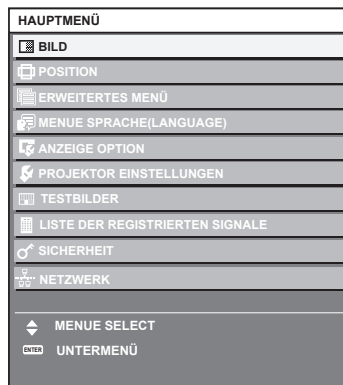 HAUPTMENÜ
BILD
POSITION
ERWEITERTES MENÜ
MENUE SPRACHE(LANGUAGE)
ANZEIGE OPTION
PROJEKTOR EINSTELLUNGEN
TESTBILDER
LISTE DER REGISTRIERTEN SIGNALE
SICHERHEIT
NETZWERK
MENUE SELECT
ENTER UNTERMENÜ